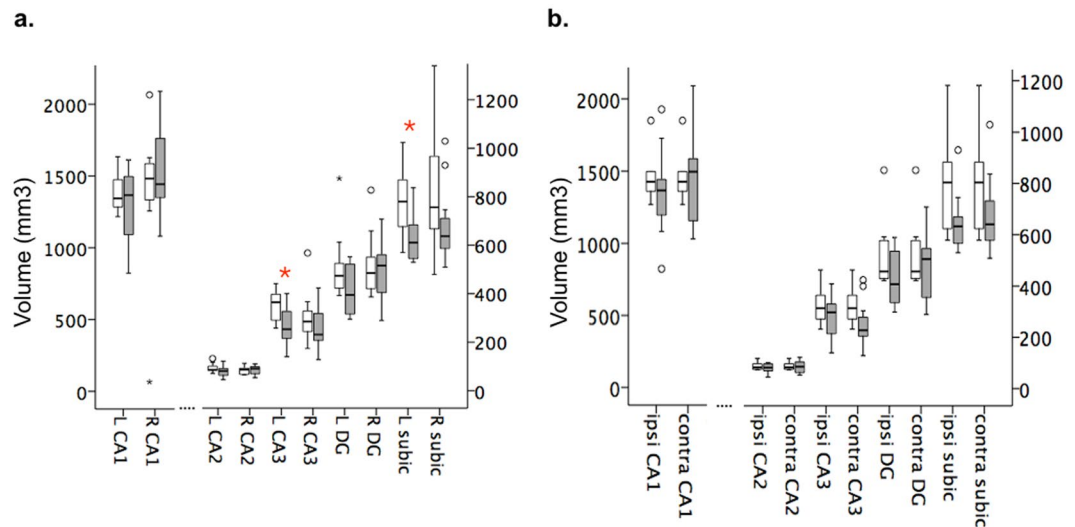 a.
Volume (mm3)
2000
1500
1000
500
0
1200
1000
800
600
400
200
0
L CA1
R CA1
....
L CA2
R CA2
L CA3
R CA3
L DG
R DG
L subic
R subic
b.
Volume (mm3)
2000
1500
1000
500
0
1200
1000
800
600
400
200
0
ipsi CA1
contra CA1
....
ipsi CA2
contra CA2
ipsi CA3
contra CA3
ipsi DG
contra DG
ipsi subic
contra subic